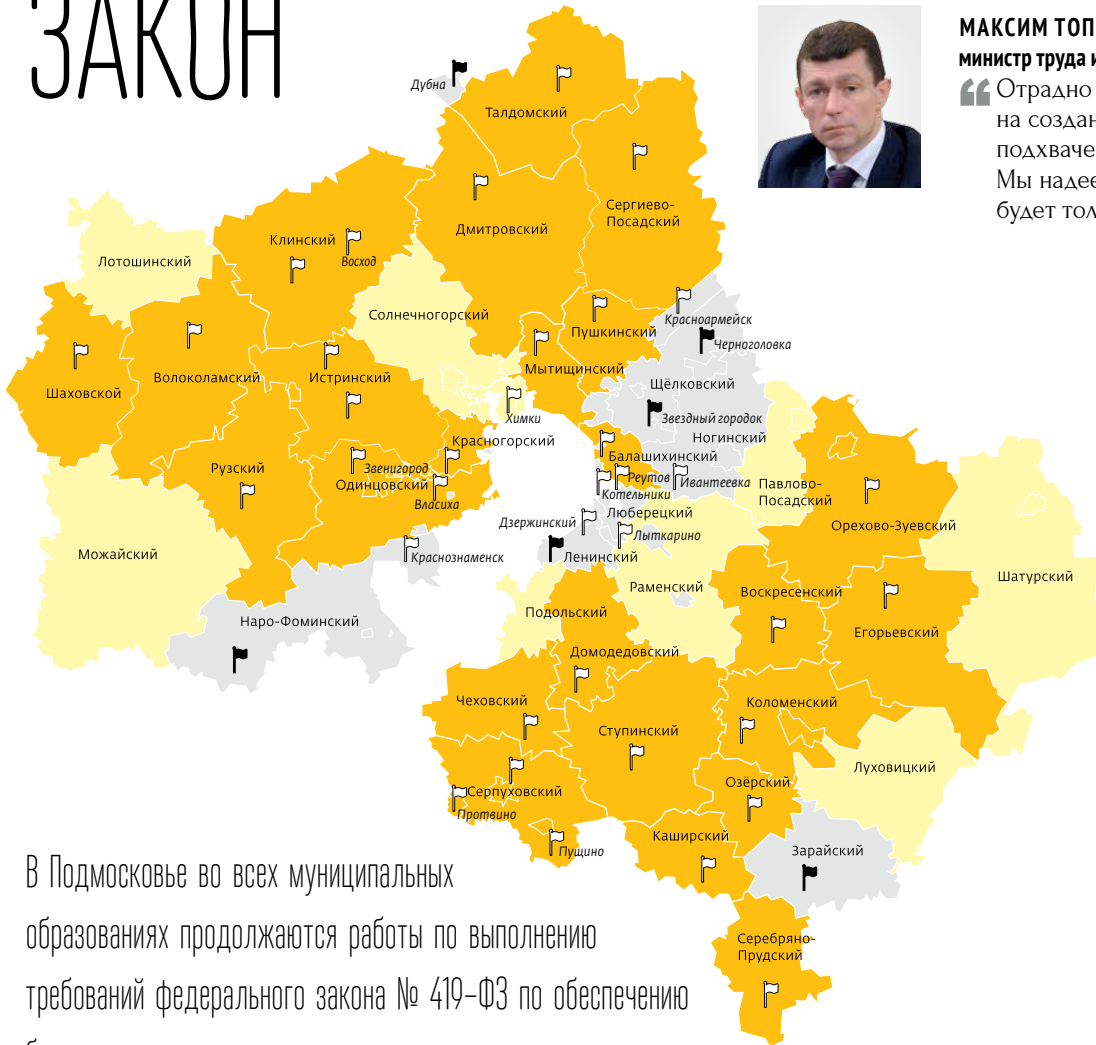 ЗАКОН
МАКСИМ ТОП
министр труда и
Отрадно
на создан
подхваче
Мы надее
будет тол
Дубна
Талдомский
Сергиево-
Посадский
Дмитровский
Клинский
Восход
Лотошинский
Солнечногорский
Красноармейск
Пушкинский
Черноголовка
Мытищинский
Истринский
Волоколамский
Шаховской
Щёлковский
Химки
Звездный городок
Ногинский
Красногорский
Балашихинский
Рузский
Звенигород
Одинцовский
Реутов
Ивантеевка
Павлово-
Посадский
Котельники
Власиха
Люберецкий
Дзержинский
Лыткарино
Орехово-Зуевский
Можайский
Краснознаменск
Ленинский
Шатурский
Раменский
Воскресенский
Подольский
Наро-Фоминский
Егорьевский
Домодедовский
Чеховский
Коломенский
Ступинский
Луховицкий
Озёрский
Серпуховский
Протвино
Каширский
Пущино
Зарайский
Серебряно-
Прудский
В Подмосковье во всех муниципальных
образованиях продолжаются работы по выполнению
требований федерального закона № 419-ФЗ по обеспечению